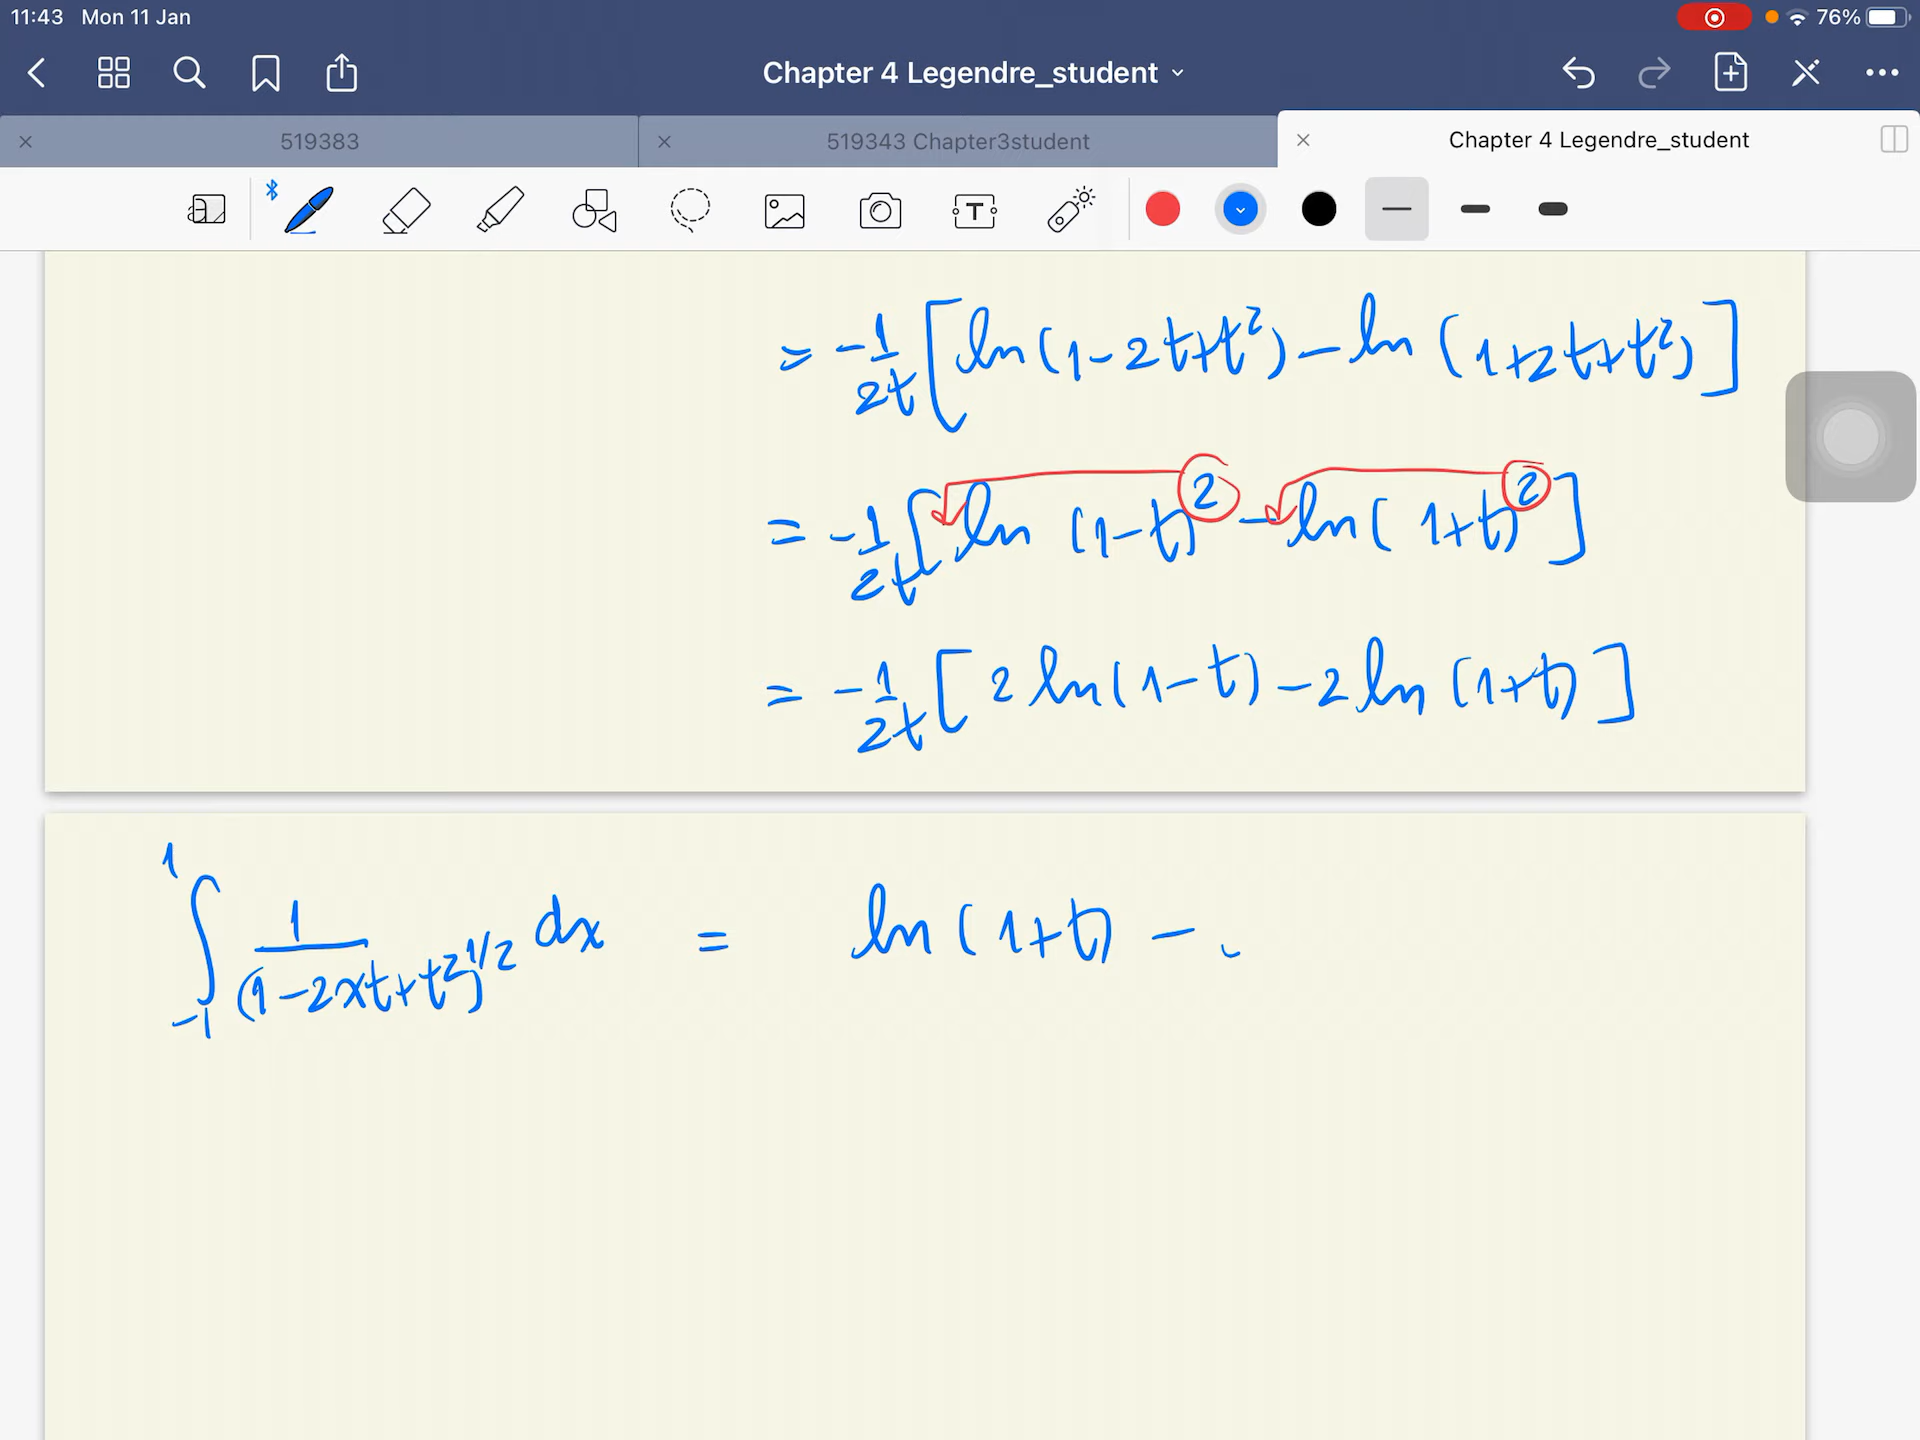 11:43 Mon 11 Jan 76%
Chapter 4 Legendre_student
519383 519343 Chapter3student Chapter 4 Legendre_student
T
= -1/2t [ln(1-2t+t²) - ln(1+2t+t²)]
= -1/2t [ln (1-t)² - ln(1+t)²]
= -1/2t [2 ln(1-t) - 2 ln(1+t)]
∫₋₁¹ 1/(1-2xt+t²)^1/2 dx = ln(1+t) -